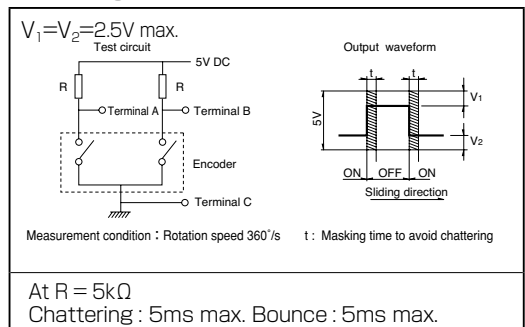 V₁=V₂=2.5V max.
Test circuit
Output waveform
5V DC
R
R
t
t
Terminal A
Terminal B
V₁
5V
V₂
Encoder
ON
OFF
ON
Terminal C
Sliding direction
Measurement condition : Rotation speed 360°/s
t : Masking time to avoid chattering
At R = 5kΩ
Chattering : 5ms max. Bounce : 5ms max.